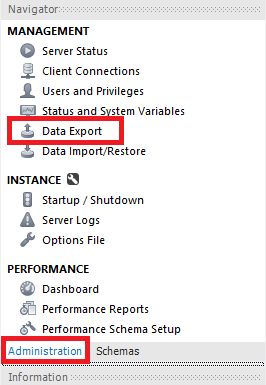 Navigator
MANAGEMENT
Server Status
Client Connections
Users and Privileges
Status and System Variables
Data Export
Data Import/Restore
INSTANCE
Startup / Shutdown
Server Logs
Options File
PERFORMANCE
Dashboard
Performance Reports
Performance Schema Setup
Administration Schemas
Information